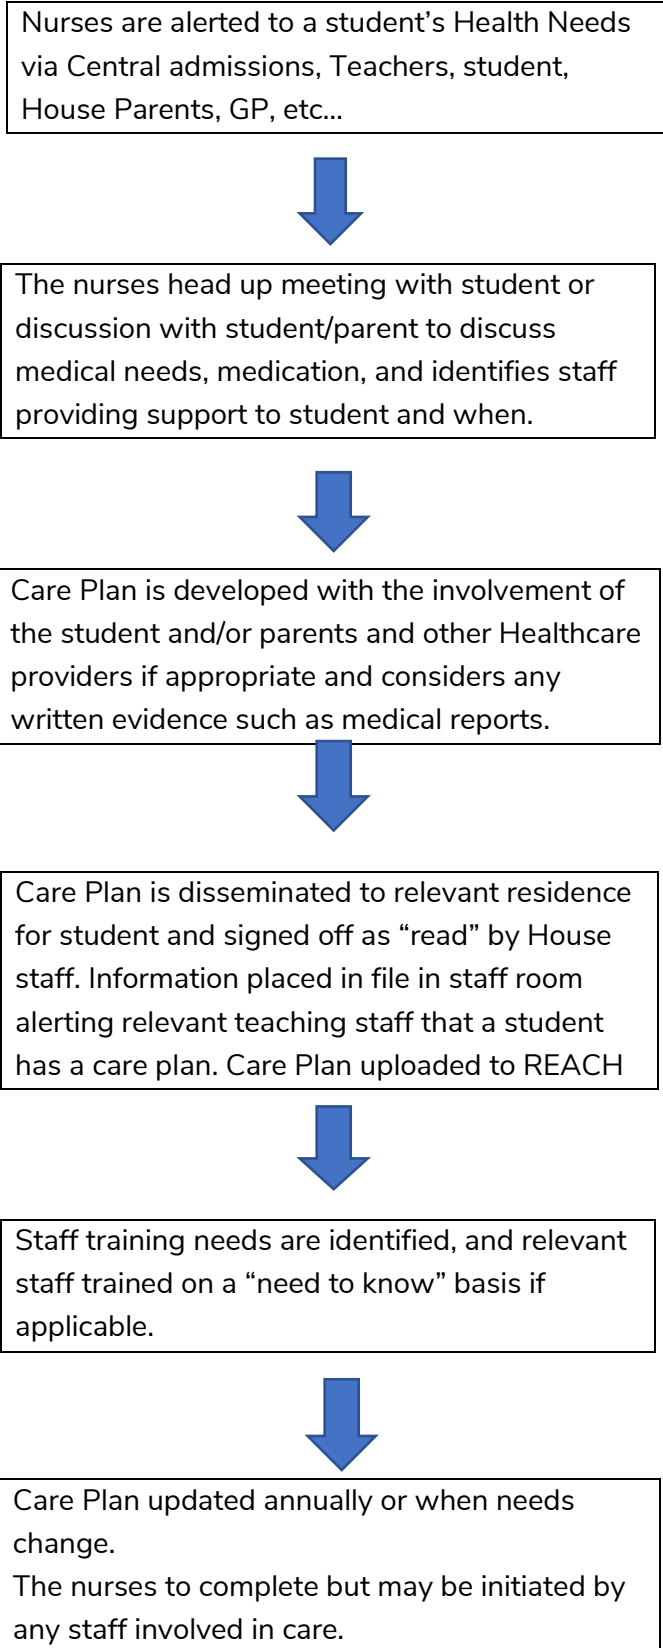 Nurses are alerted to a student’s Health Needs
via Central admissions, Teachers, student,
House Parents, GP, etc...
The nurses head up meeting with student or
discussion with student/parent to discuss
medical needs, medication, and identifies staff
providing support to student and when.
Care Plan is developed with the involvement of
the student and/or parents and other Healthcare
providers if appropriate and considers any
written evidence such as medical reports.
Care Plan is disseminated to relevant residence
for student and signed off as “read” by House
staff. Information placed in file in staff room
alerting relevant teaching staff that a student
has a care plan. Care Plan uploaded to REACH
Staff training needs are identified, and relevant
staff trained on a “need to know” basis if
applicable.
Care Plan updated annually or when needs
change.
The nurses to complete but may be initiated by
any staff involved in care.